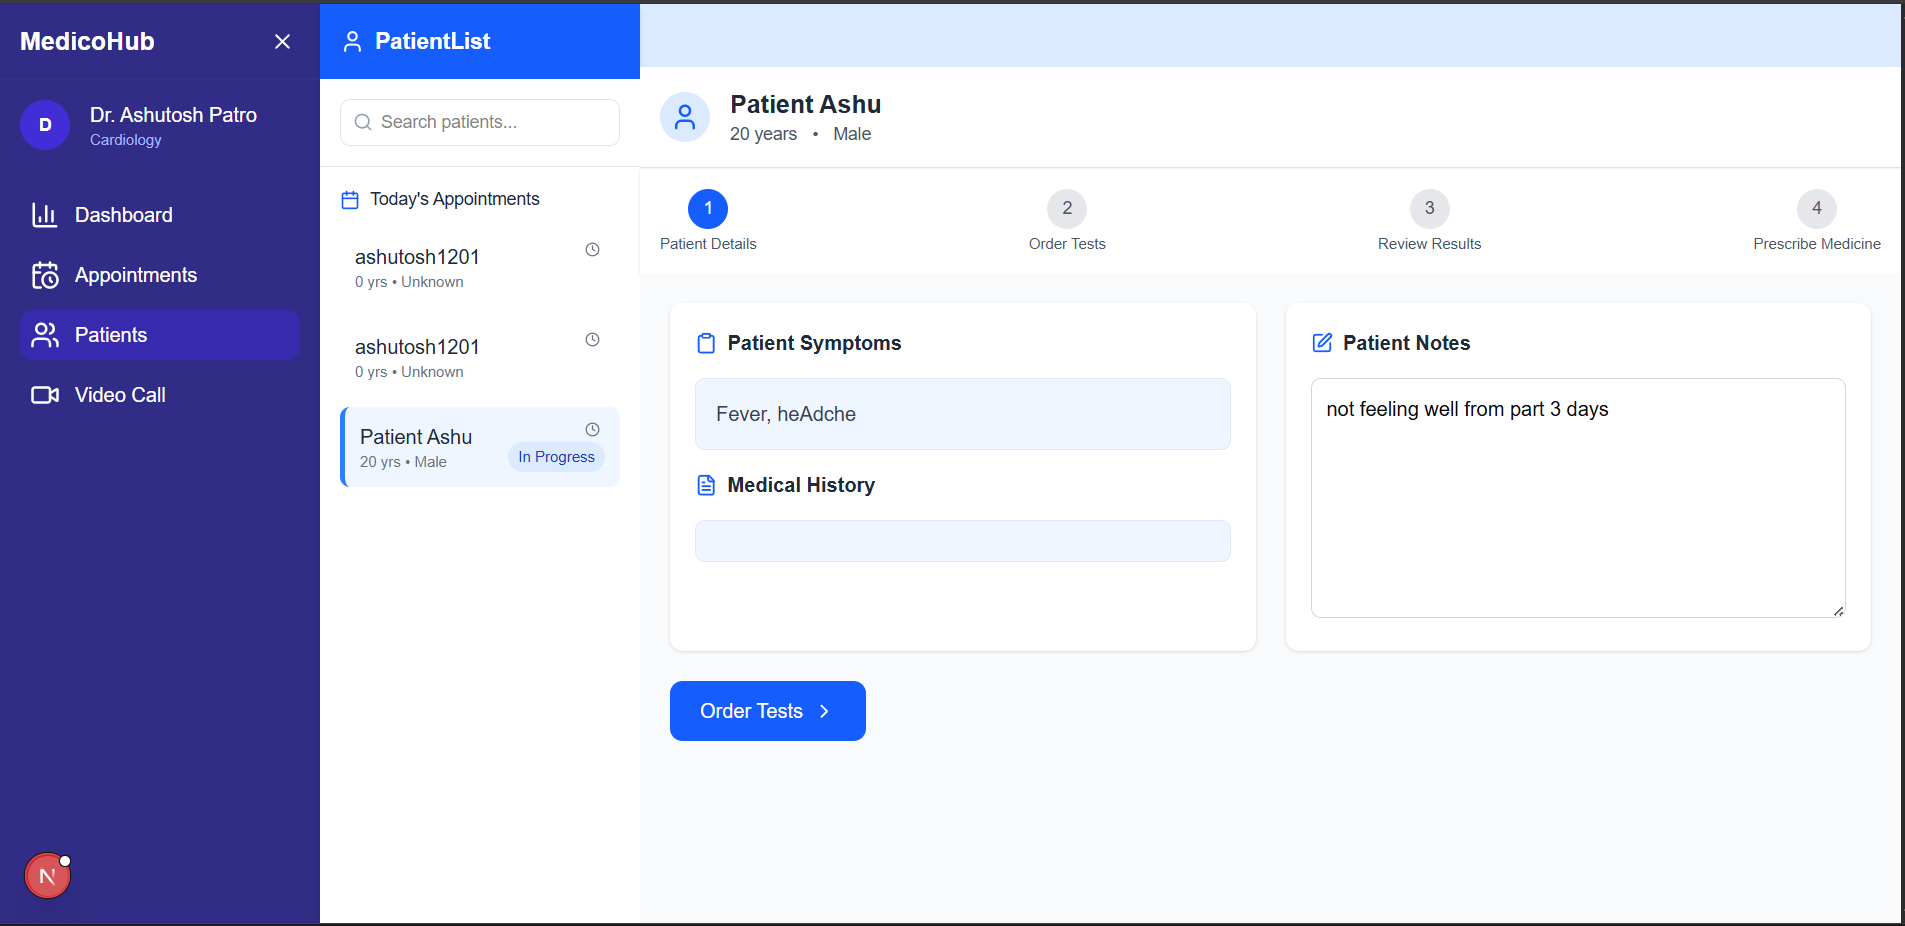 MedicoHub
D
Dr. Ashutosh Patro
Cardiology
Dashboard
Appointments
Patients
Video Call
N
PatientList
Search patients...
Today's Appointments
ashutosh1201
0 yrs • Unknown
ashutosh1201
0 yrs • Unknown
Patient Ashu
20 yrs • Male
In Progress
Patient Ashu
20 years • Male
1
Patient Details
2
Order Tests
3
Review Results
4
Prescribe Medicine
Patient Symptoms
Fever, heAdche
Medical History
Patient Notes
not feeling well from part 3 days
Order Tests